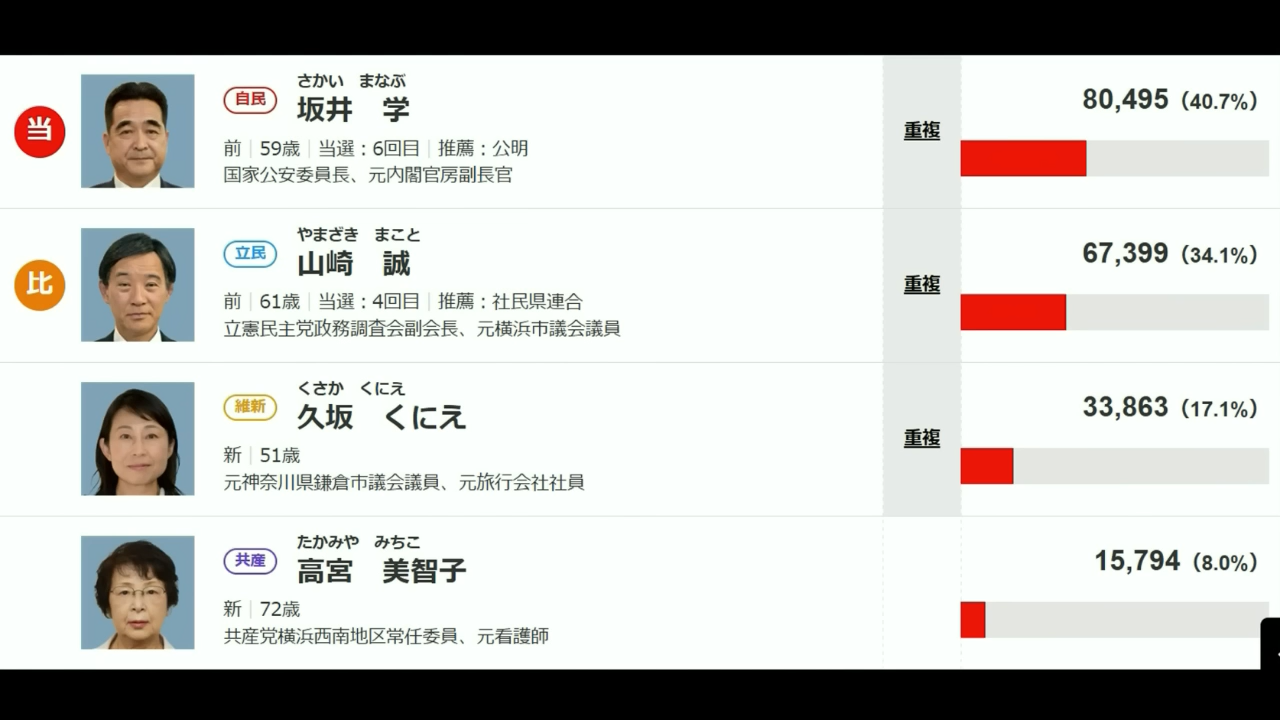 当
自民
さかい　まなぶ
坂井　学
前｜59歳｜当選：6回目｜推薦：公明
国家公安委員長、元内閣官房副長官
重複
80,495（40.7%）
比
立民
やまざき　まこと
山崎　誠
前｜61歳｜当選：4回目｜推薦：社民県連合
立憲民主党政務調査会副会長、元横浜市議会議員
重複
67,399（34.1%）
維新
くさか　くにえ
久坂　くにえ
新｜51歳
元神奈川県鎌倉市議会議員、元旅行会社社員
重複
33,863（17.1%）
共産
たかみや　みちこ
高宮　美智子
新｜72歳
共産党横浜西南地区常任委員、元看護師
15,794（8.0%）